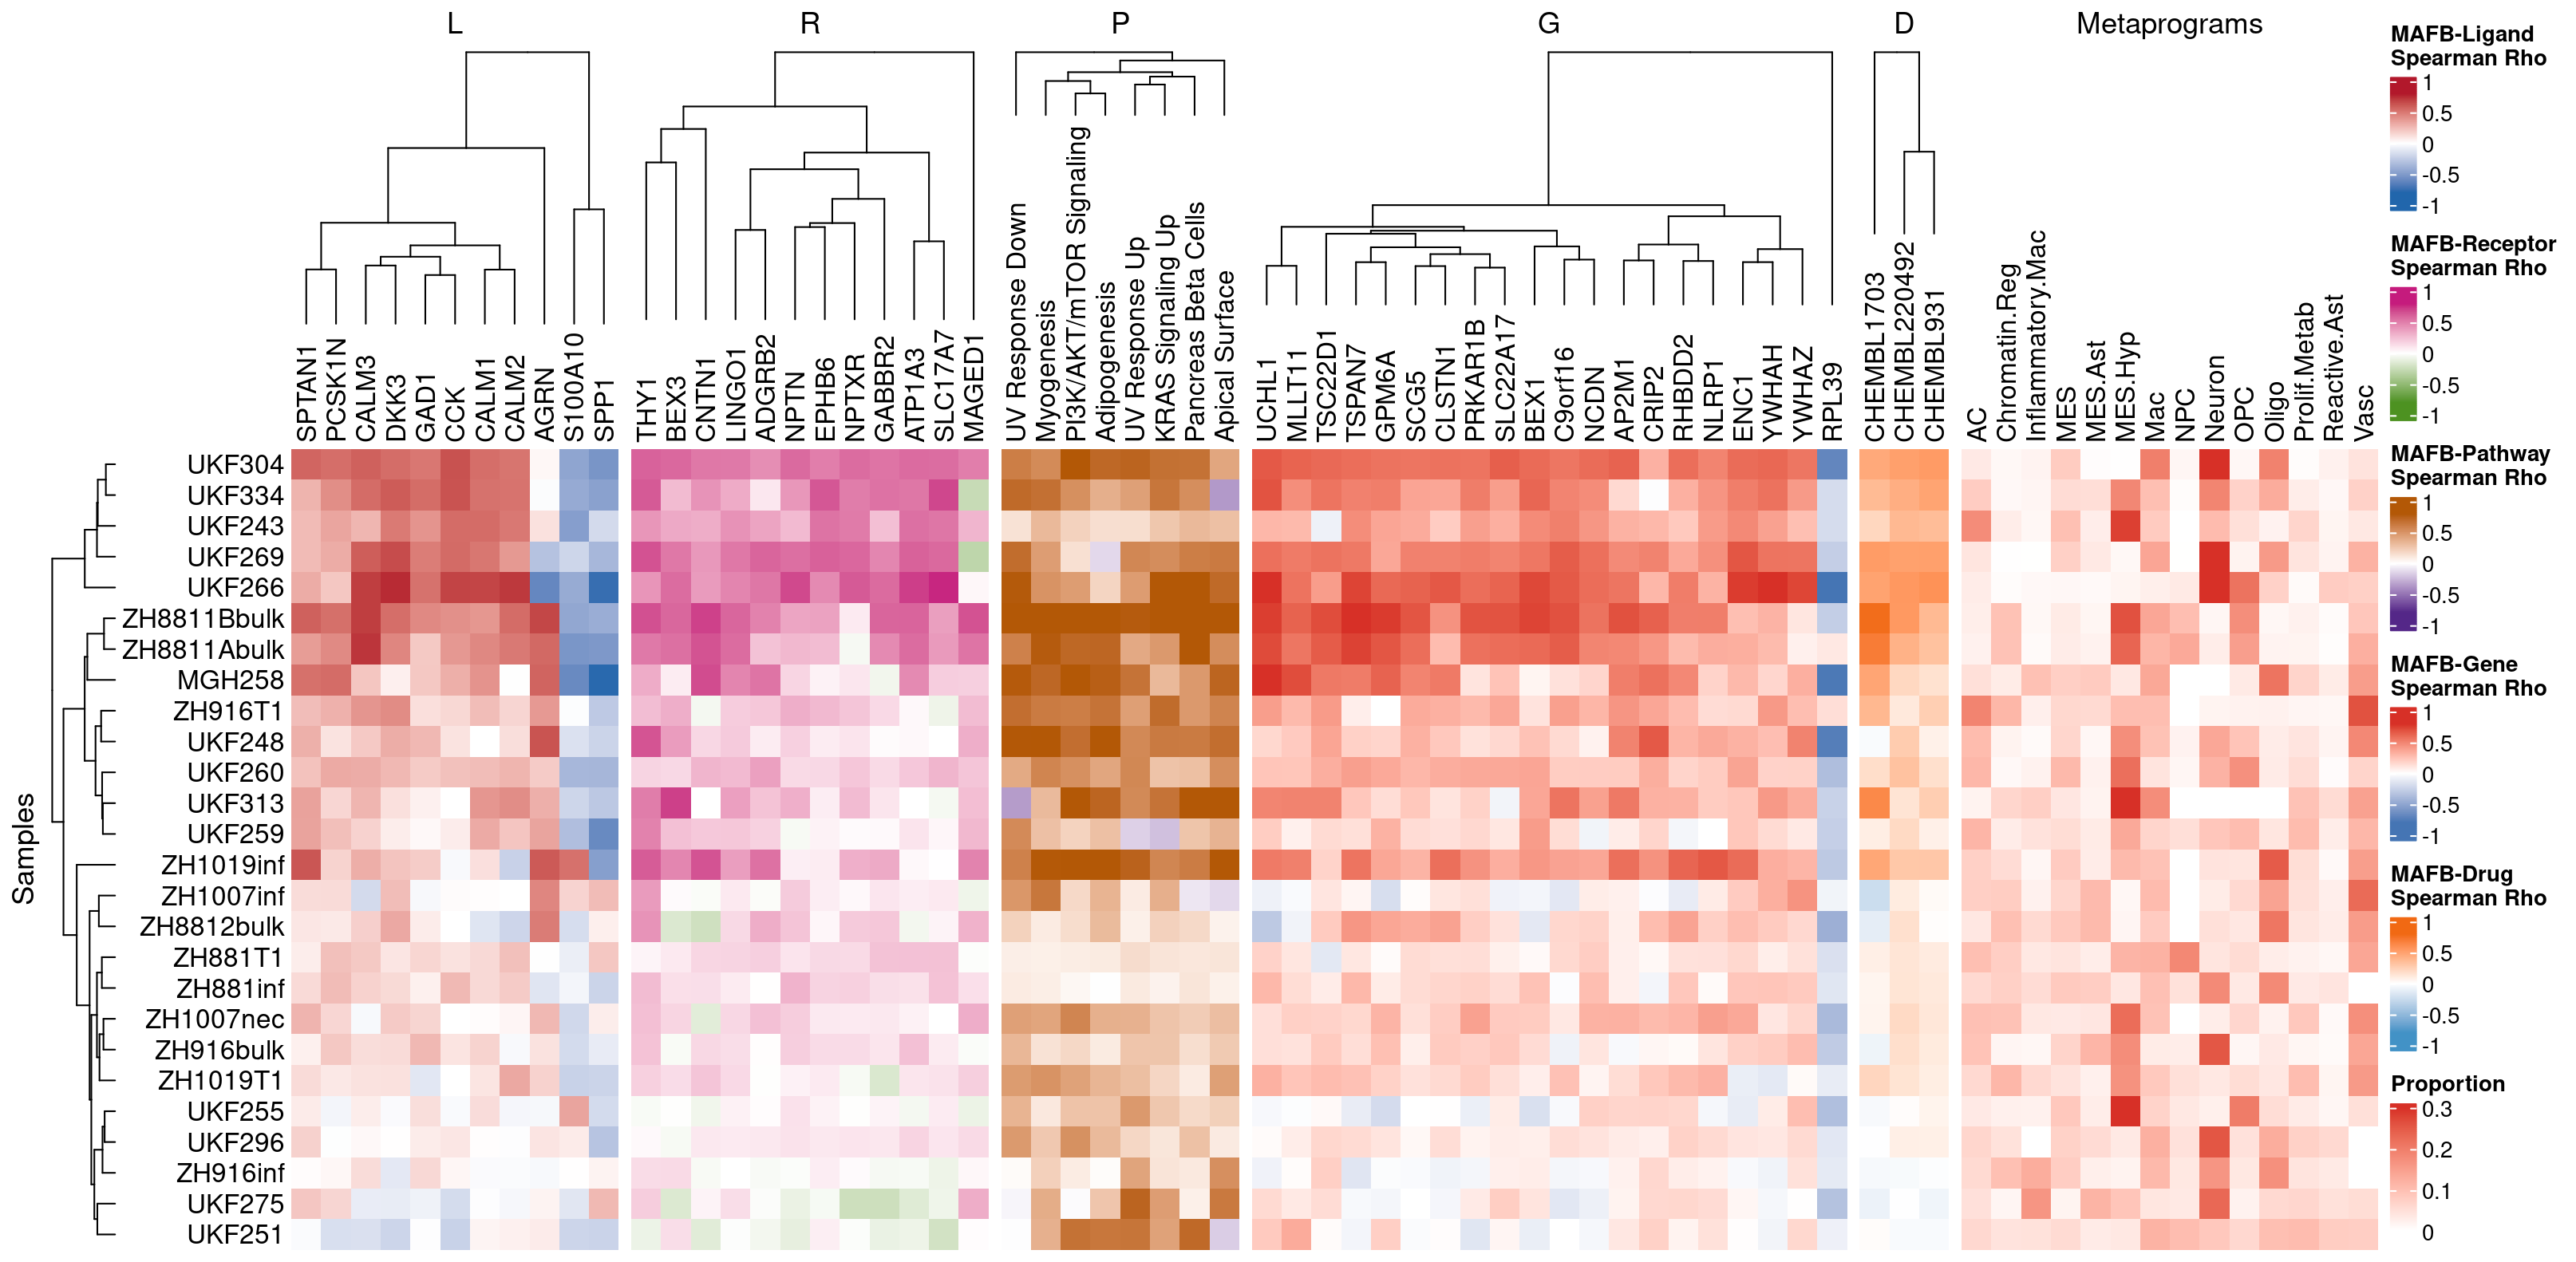 L R P G D Metaprograms
SPTAN1
PCSK1N
CALM3
DKK3
GAD1
CCK
CALM1
CALM2
AGRN
S100A10
SPP1
THY1
BEX3
CNTN1
LINGO1
ADGRB2
NPTN
EPHB6
NPTXR
GABBR2
ATP1A3
SLC17A7
MAGED1
UV Response Down
Myogenesis
PI3K/AKT/mTOR Signaling
Adipogenesis
UV Response Up
KRAS Signaling Up
Pancreas Beta Cells
Apical Surface
UCHL1
MLLT11
TSC22D1
TSPAN7
GPM6A
SCG5
CLSTN1
PRKAR1B
SLC22A17
BEX1
C9orf16
NCDN
AP2M1
CRIP2
RHBDD2
NLRP1
ENC1
YWHAH
YWHAZ
RPL39
CHEMBL1703
CHEMBL220492
CHEMBL931
AC
Chromatin.Reg
Inflammatory.Mac
MES
MES.Ast
MES.Hyp
Mac
NPC
Neuron
OPC
Oligo
Prolif.Metab
Reactive.Ast
Vasc
Samples
UKF304
UKF334
UKF243
UKF269
UKF266
ZH8811Bbulk
ZH8811Abulk
MGH258
ZH916T1
UKF248
UKF260
UKF313
UKF259
ZH1019inf
ZH1007inf
ZH8812bulk
ZH881T1
ZH881inf
ZH1007nec
ZH916bulk
ZH1019T1
UKF255
UKF296
ZH916inf
UKF275
UKF251
MAFB-Ligand
Spearman Rho
1
0.5
0
-0.5
-1
MAFB-Receptor
Spearman Rho
1
0.5
0
-0.5
-1
MAFB-Pathway
Spearman Rho
1
0.5
0
-0.5
-1
MAFB-Gene
Spearman Rho
1
0.5
0
-0.5
-1
MAFB-Drug
Spearman Rho
1
0.5
0
-0.5
-1
Proportion
0.3
0.2
0.1
0